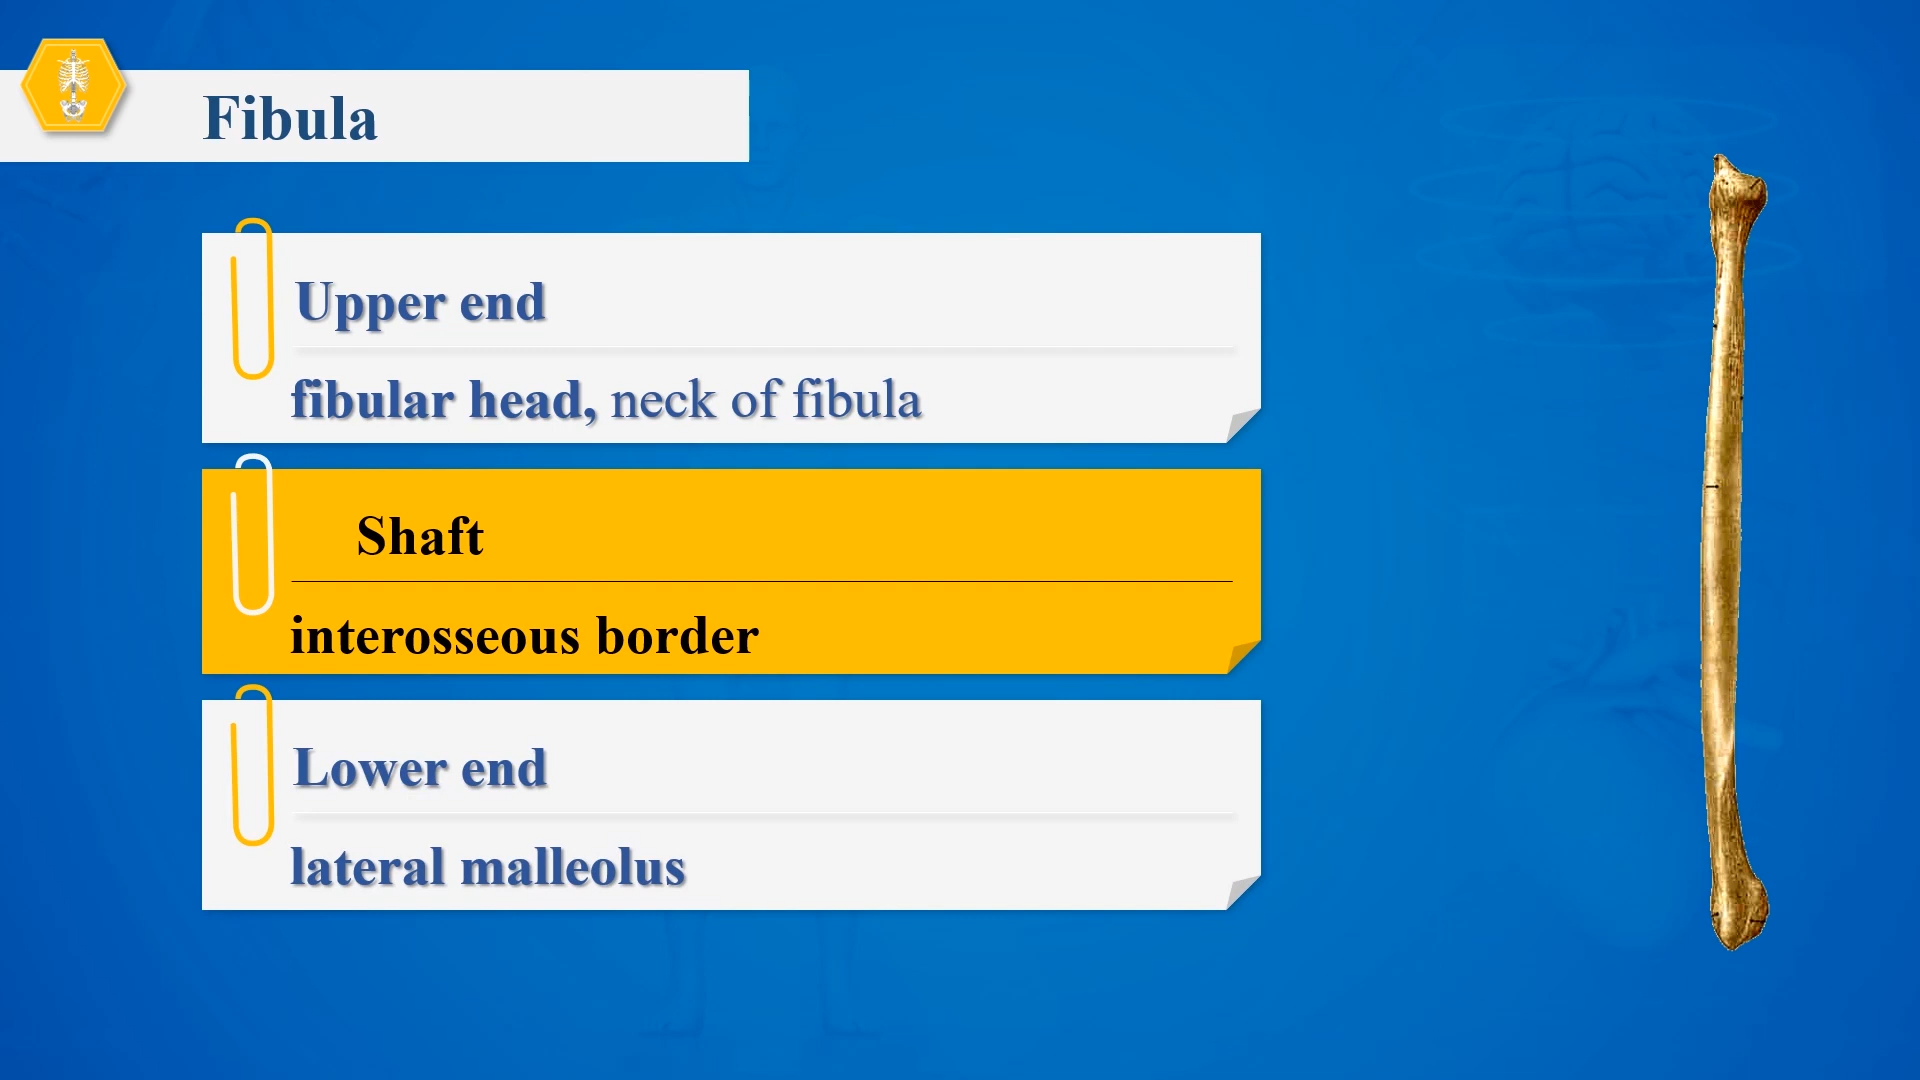 Fibula
Upper end
fibular head, neck of fibula
Shaft
interosseous border
Lower end
lateral malleolus